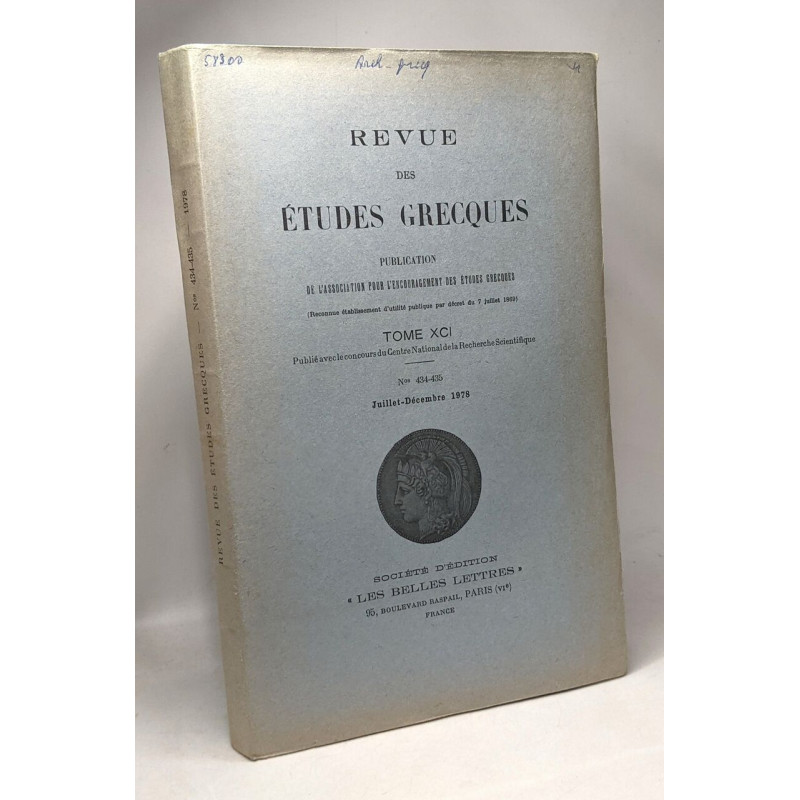 58300
REVUE
DES
ÉTUDES GRECQUES
PUBLICATION
DE L'ASSOCIATION POUR L'ENCOURAGEMENT DES ÉTUDES GRECQUES
(Reconnue établissement d'utilité publique par décret du 7 juillet 1869)
TOME XCI
Publié avec le concours du Centre National de la Recherche Scientifique
Nos 434-435
Juillet-Décembre 1978
SOCIÉTÉ D'ÉDITION
« LES BELLES LETTRES »
95, BOULEVARD RASPAIL, PARIS (VIe)
FRANCE
REVUE DES ÉTUDES GRECQUES — Nos 434-435 — 1978